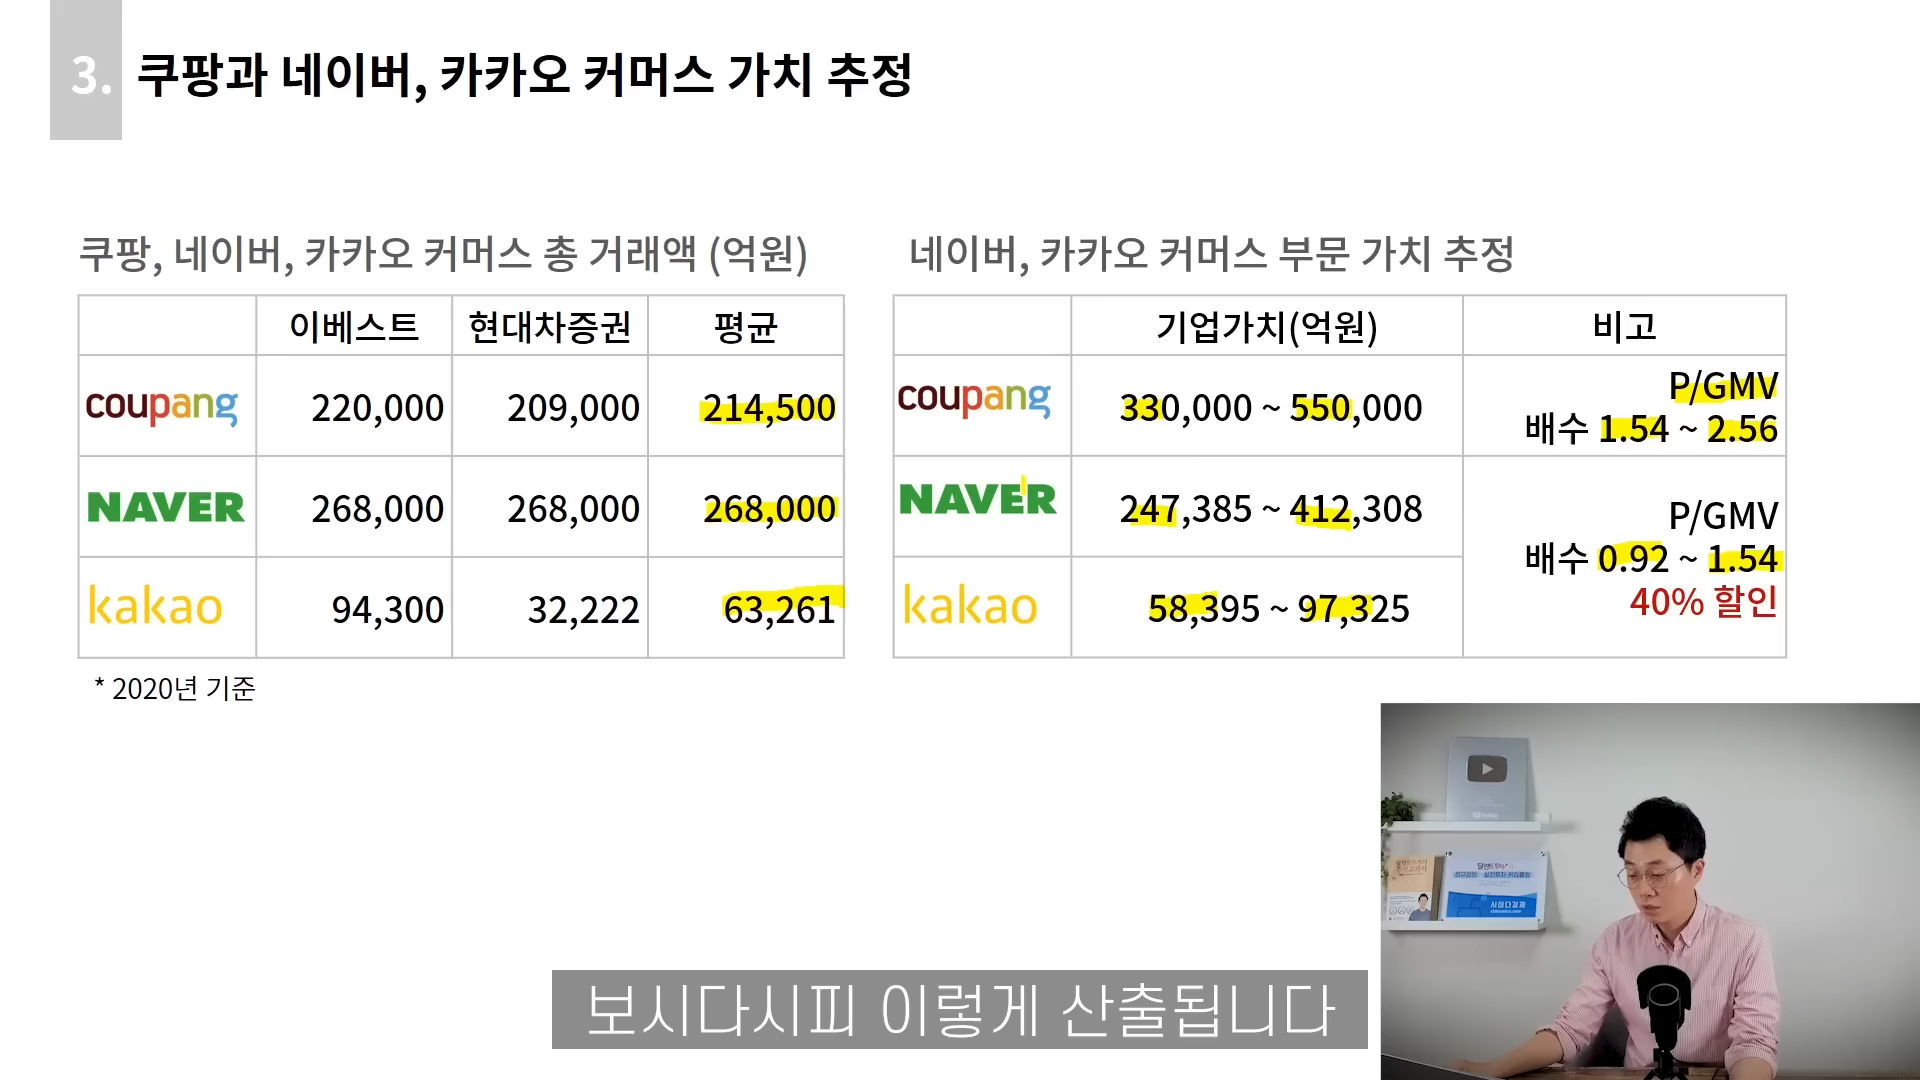 3. 쿠팡과 네이버, 카카오 커머스 가치 추정
쿠팡, 네이버, 카카오 커머스 총 거래액 (억원)
이베스트 현대차증권 평균
coupang 220,000 209,000 214,500
NAVER 268,000 268,000 268,000
kakao 94,300 32,222 63,261
* 2020년 기준
네이버, 카카오 커머스 부문 가치 추정
기업가치(억원) 비고
coupang 330,000 ~ 550,000
P/GMV
배수 1.54 ~ 2.56
NAVER 247,385 ~ 412,308
kakao 58,395 ~ 97,325
P/GMV
배수 0.92 ~ 1.54
40% 할인
사이다경제
보시다시피 이렇게 산출됩니다